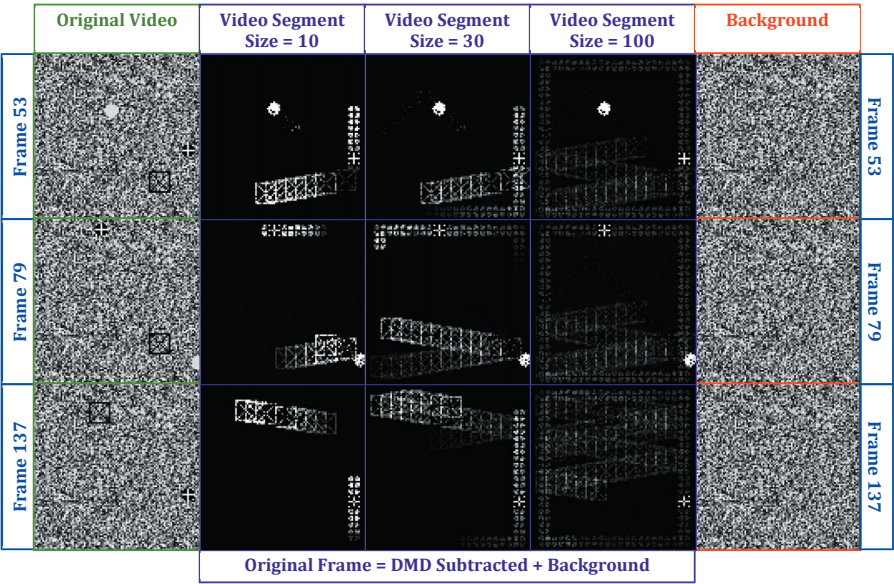 Original Video
Video Segment
Size = 10
Video Segment
Size = 30
Video Segment
Size = 100
Background
Frame 53
Frame 53
Frame 79
Frame 79
Frame 137
Frame 137
Original Frame = DMD Subtracted + Background